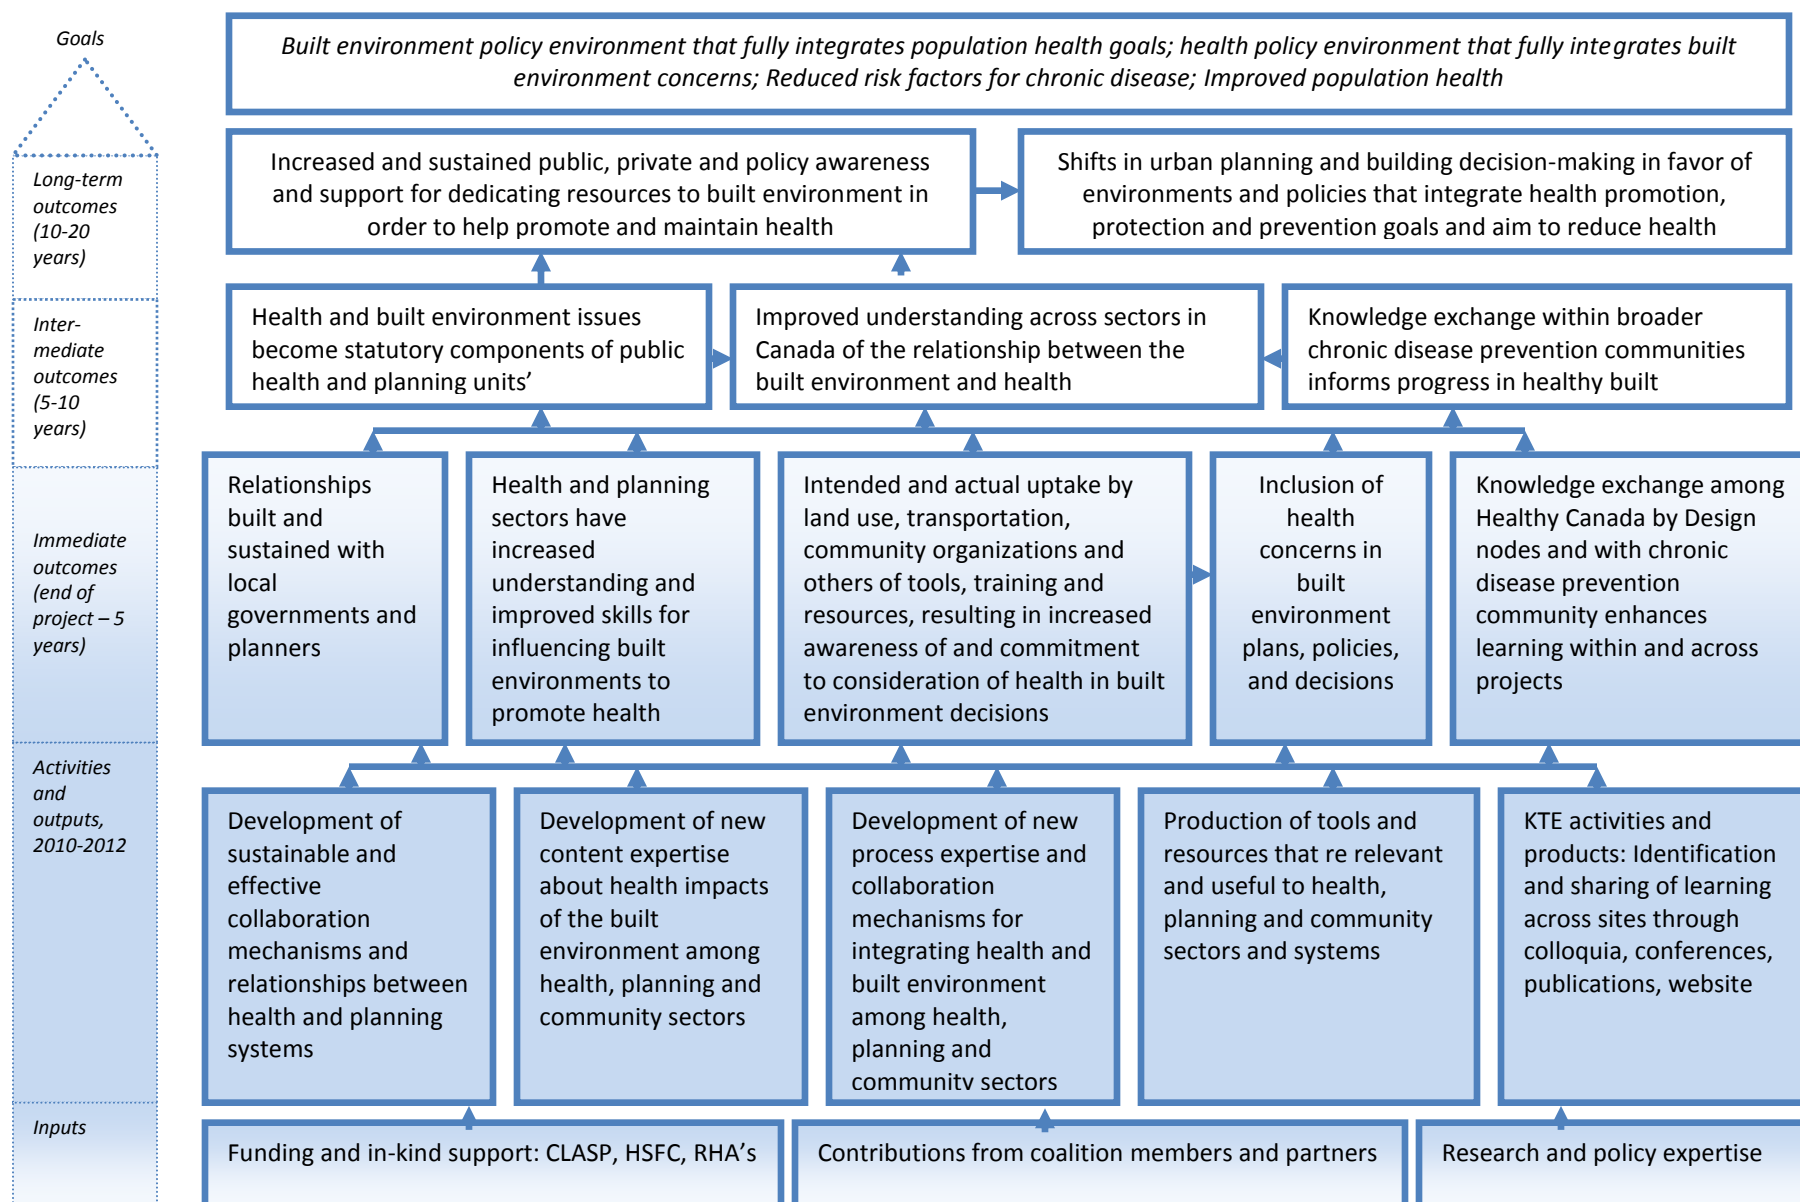 Goals
Built environment policy environment that fully integrates population health goals; health policy environment that fully integrates built
environment concerns; Reduced risk factors for chronic disease; Improved population health
Long-term
outcomes
(10-20
years)
Increased and sustained public, private and policy awareness
and support for dedicating resources to built environment in
order to help promote and maintain health
Shifts in urban planning and building decision-making in favor of
environments and policies that integrate health promotion,
protection and prevention goals and aim to reduce health
Inter-
mediate
outcomes
(5-10
years)
Health and built environment issues
become statutory components of public
health and planning units’
Improved understanding across sectors in
Canada of the relationship between the
built environment and health
Knowledge exchange within broader
chronic disease prevention communities
informs progress in healthy built
Immediate
outcomes
(end of
project – 5
years)
Relationships
built and
sustained with
local
governments and
planners
Health and planning
sectors have
increased
understanding and
improved skills for
influencing built
environments to
promote health
Intended and actual uptake by
land use, transportation,
community organizations and
others of tools, training and
resources, resulting in increased
awareness of and commitment
to consideration of health in built
environment decisions
Inclusion of
health
concerns in
built
environment
plans, policies,
and decisions
Knowledge exchange among
Healthy Canada by Design
nodes and with chronic
disease prevention
community enhances
learning within and across
projects
Activities
and
outputs,
2010-2012
Development of
sustainable and
effective
collaboration
mechanisms and
relationships between
health and planning
systems
Development of new
content expertise
about health impacts
of the built
environment among
health, planning and
community sectors
Development of new
process expertise and
collaboration
mechanisms for
integrating health and
built environment
among health,
planning and
community sectors
Production of tools and
resources that re relevant
and useful to health,
planning and community
sectors and systems
KTE activities and
products: Identification
and sharing of learning
across sites through
colloquia, conferences,
publications, website
Inputs
Funding and in-kind support: CLASP, HSFC, RHA’s
Contributions from coalition members and partners
Research and policy expertise